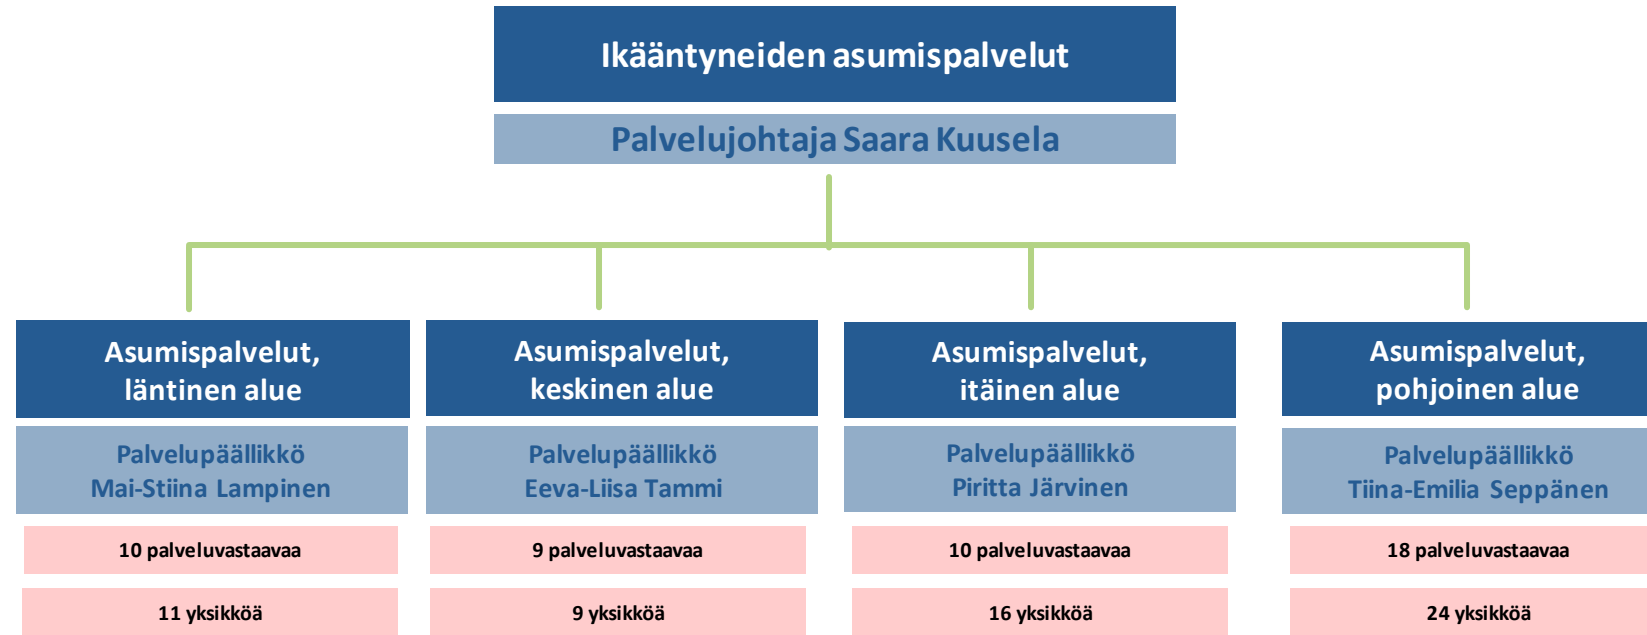 Ikääntyneiden asumispalvelut
Palvelujohtaja Saara Kuusela
Asumispalvelut,
läntinen alue
Palvelupäällikkö
Mai-Stiina Lampinen
10 palveluvastaavaa
11 yksikköä
Asumispalvelut,
keskinen alue
Palvelupäällikkö
Eeva-Liisa Tammi
9 palveluvastaavaa
9 yksikköä
Asumispalvelut,
itäinen alue
Palvelupäällikkö
Piritta Järvinen
10 palveluvastaavaa
16 yksikköä
Asumispalvelut,
pohjoinen alue
Palvelupäällikkö
Tiina-Emilia Seppänen
18 palveluvastaavaa
24 yksikköä